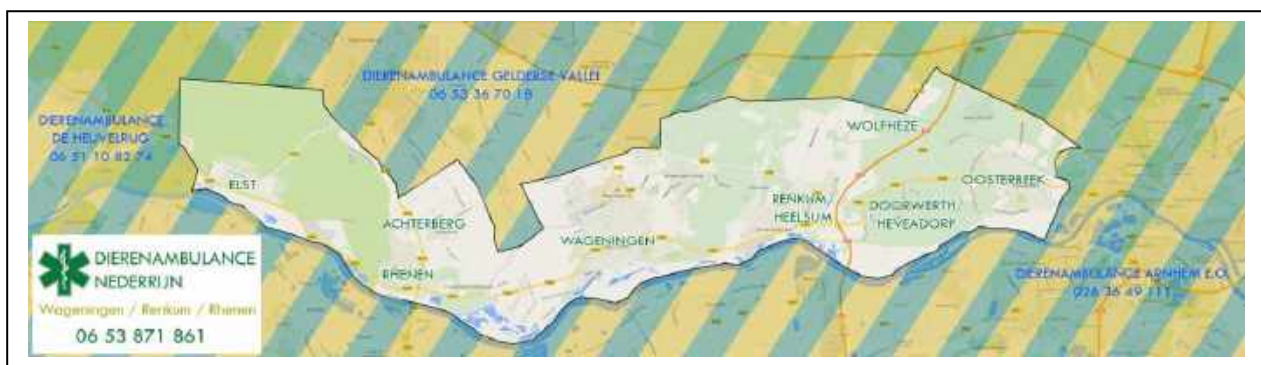 DIERENAMBULANCE GELDERSE VALLEI
06 53 36 70 18
DIERENAMBULANCE
DE HEUVELRUG
06 51 10 82 74
WOLFHEZE
OOSTERBEEK
ELST
RENKUM/
HEELSUM
DOORWERTH/
HEVEADORP
ACHTERBERG
WAGENINGEN
RHENEN
DIERENAMBULANCE ARNHEM E.O.
026 36 49 111
DIERENAMBULANCE
NEDERRIJN
Wageningen / Renkum / Rhenen
06 53 871 861